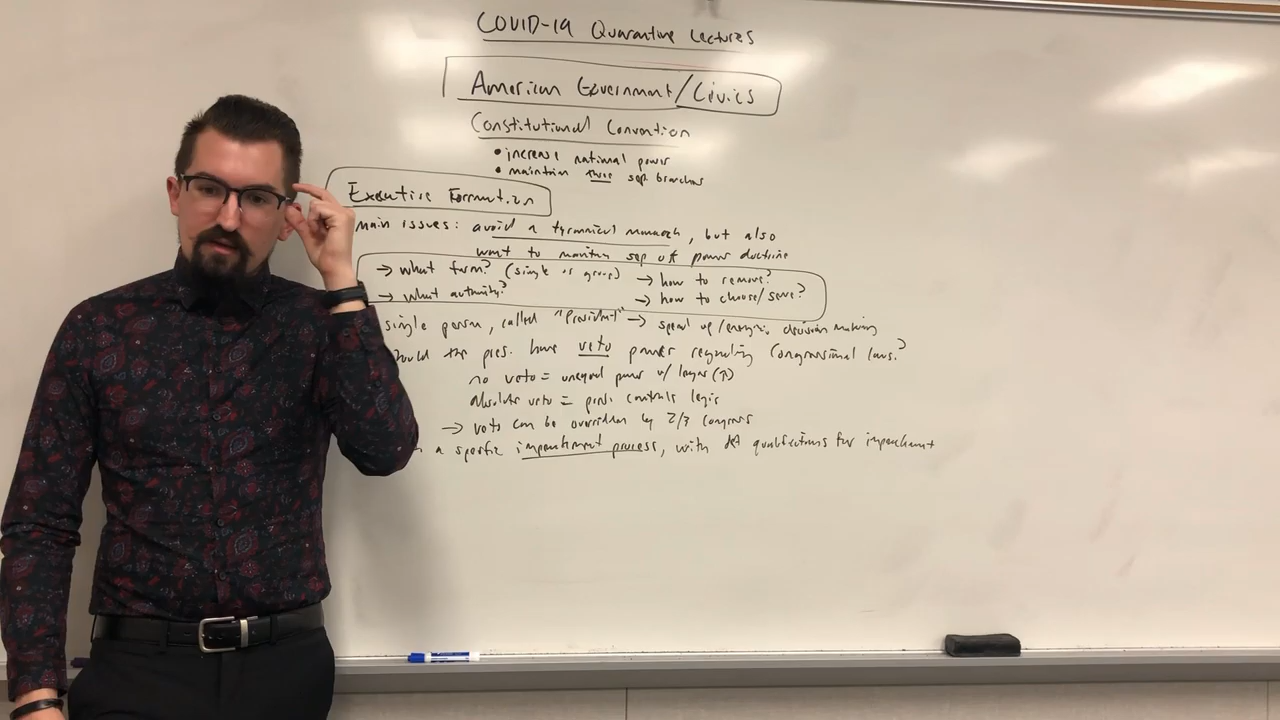 COVID-19 Quarantine Lectures
American Government/Civics
Constitutional Convention
• increase national power
• maintain three sep branches
Executive Formation
main issues: avoid a tyrannical monarch, but also
want to maintain sep of power doctrine
→ what form? (single or group) → how to remove?
→ what authority? → how to choose/serve?
single person, called "President" → speed up/energ. decision making
the pres. have veto power regarding Congressional laws?
no veto = unequal power w/ (↑)
absolute veto = pres. controls legis
→ veto can be overridden by 2/3 congress
a specific impeachment process, with qualifications for impeachment